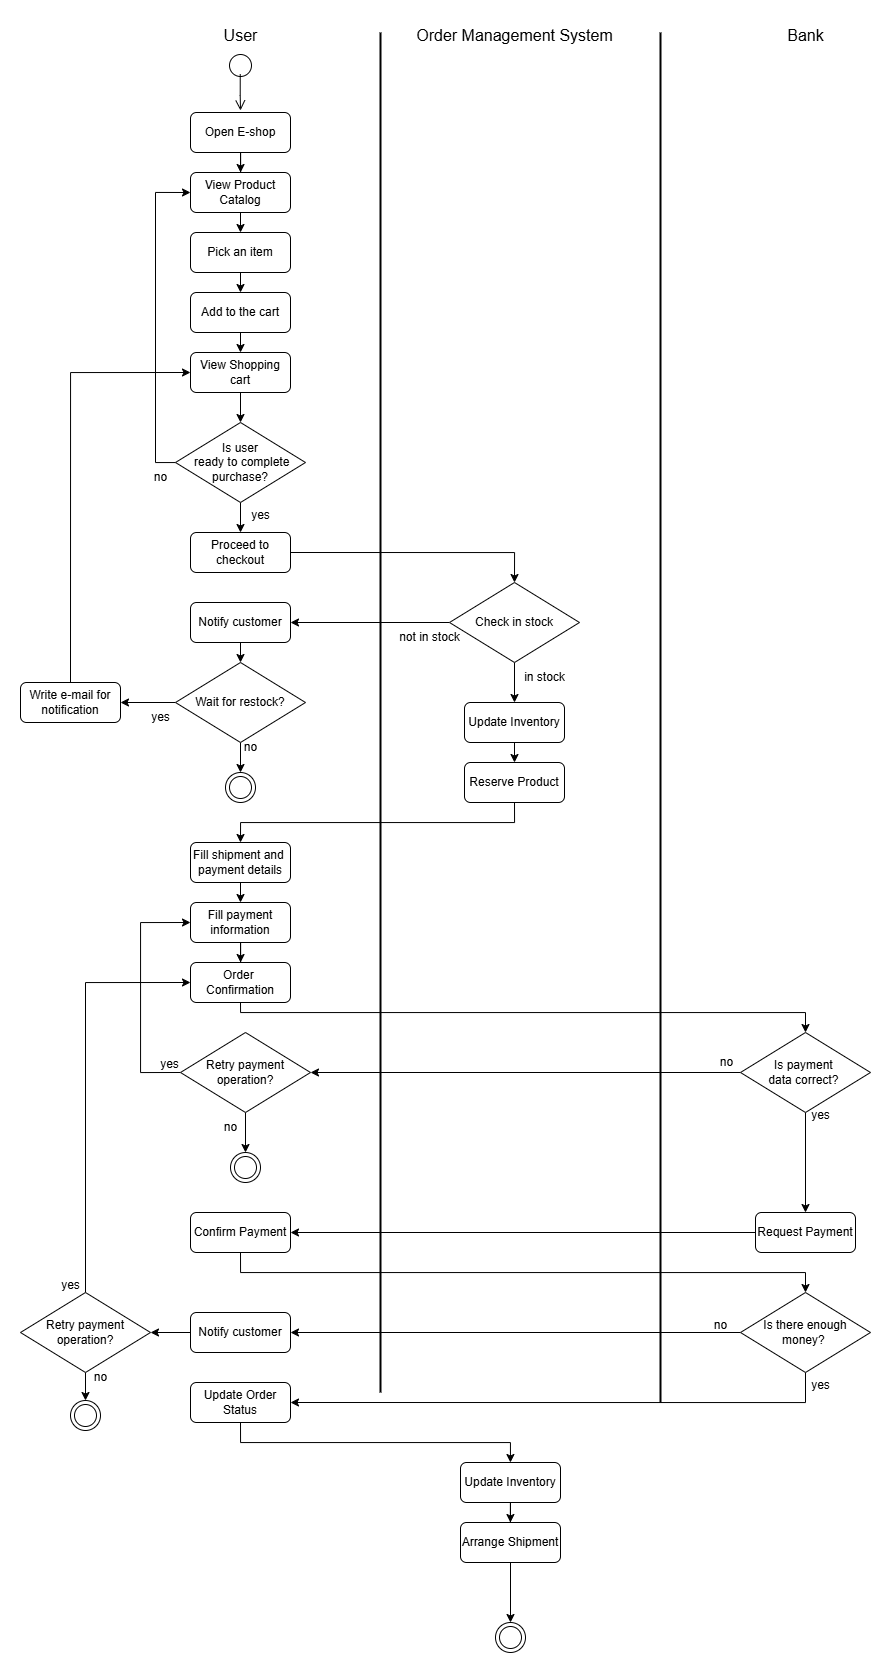 User
Order Management System
Bank
Open E-shop
View Product
Catalog
Pick an item
Add to the cart
View Shopping
cart
Is user
ready to complete
purchase?
no
yes
Proceed to
checkout
Notify customer
not in stock
Check in stock
in stock
Write e-mail for
notification
yes
Wait for restock?
no
Update Inventory
Reserve Product
Fill shipment and
payment details
Fill payment
information
Order
Confirmation
yes
Retry payment
operation?
no
Is payment
data correct?
no
yes
Confirm Payment
Request Payment
yes
Retry payment
operation?
Notify customer
no
Is there enough
money?
no
yes
Update Order
Status
Update Inventory
Arrange Shipment